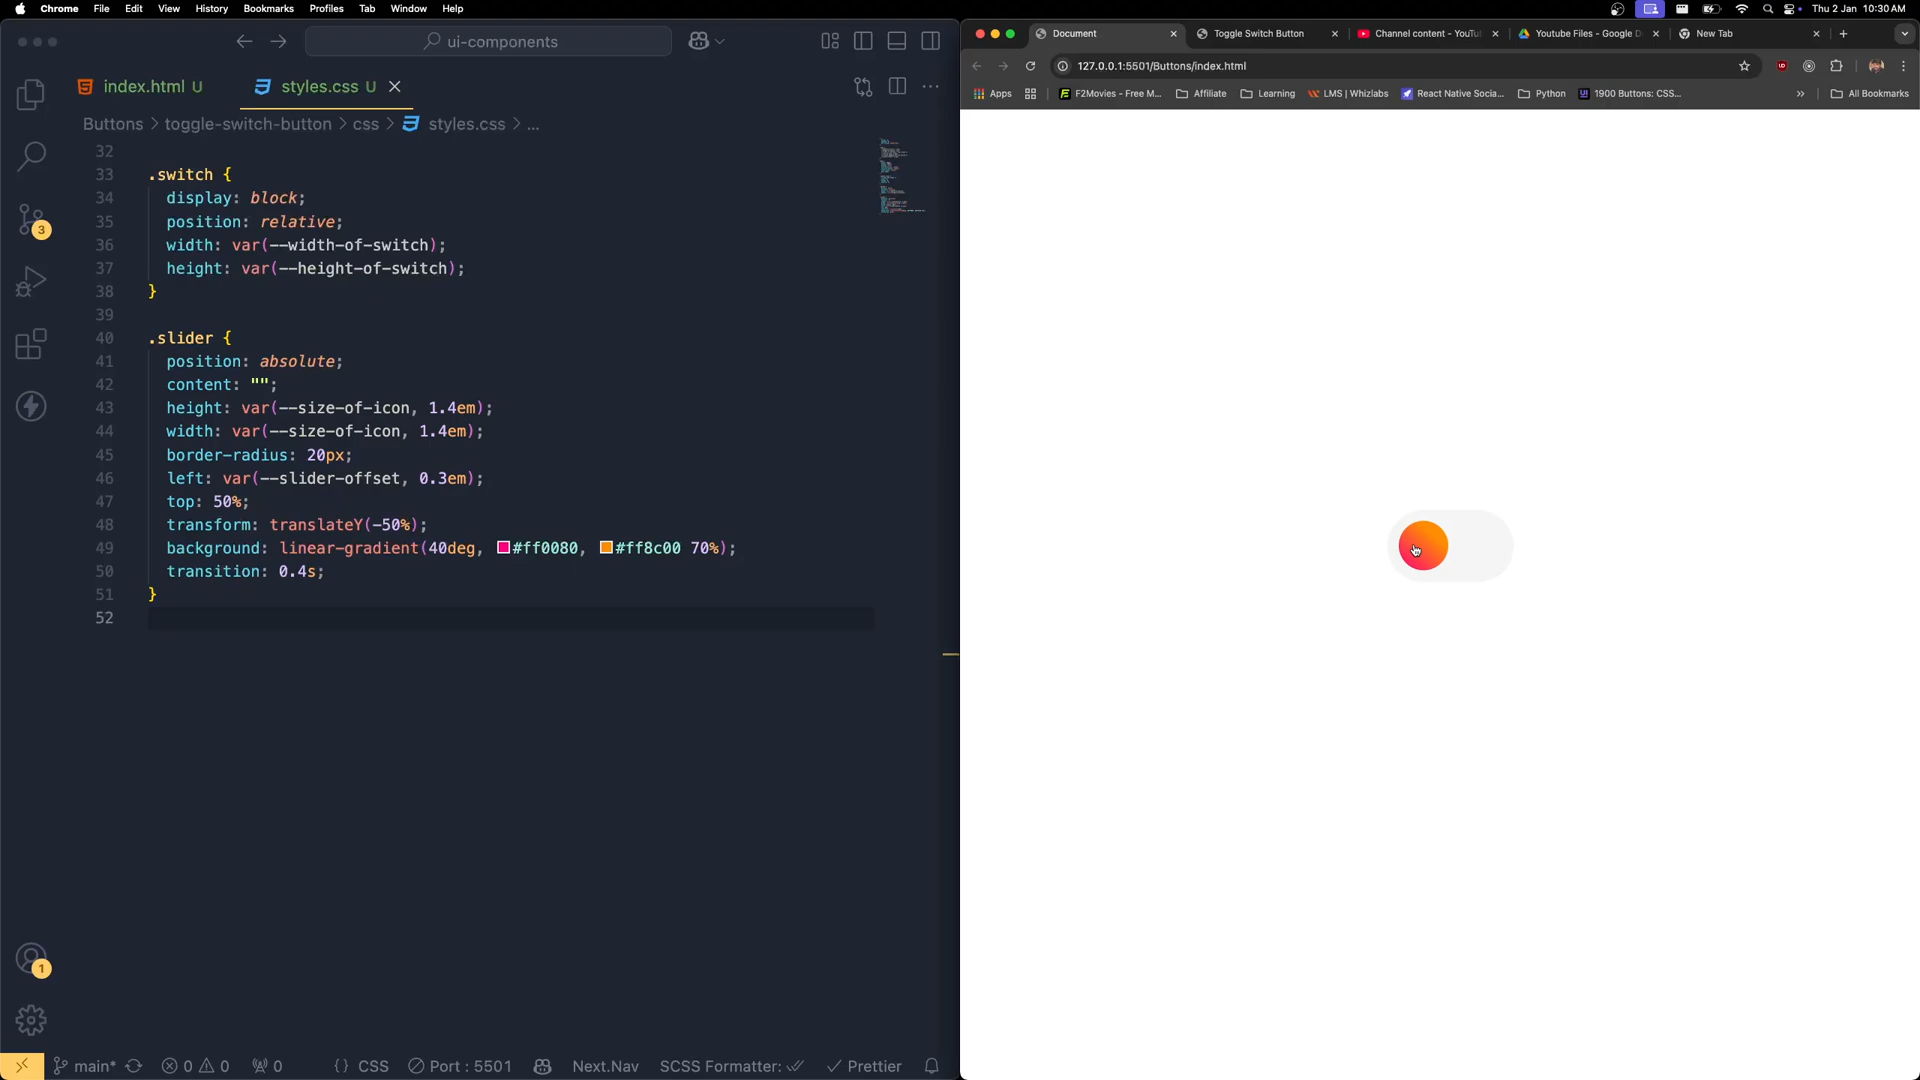 Chrome File Edit View History Bookmarks Profiles Tab Window Help
Thu 2 Jan 10:30 AM
ui-components
index.html U
styles.css U
Buttons > toggle-switch-button > css > styles.css > ...
32
33 .switch {
34 display: block;
35 position: relative;
36 width: var(--width-of-switch);
37 height: var(--height-of-switch);
38 }
39
40 .slider {
41 position: absolute;
42 content: "";
43 height: var(--size-of-icon, 1.4em);
44 width: var(--size-of-icon, 1.4em);
45 border-radius: 20px;
46 left: var(--slider-offset, 0.3em);
47 top: 50%;
48 transform: translateY(-50%);
49 background: linear-gradient(40deg, #ff0080, #ff8c00 70%);
50 transition: 0.4s;
51 }
52
3
1
main* 0 0 0 {} CSS Port : 5501 Next.Nav SCSS Formatter: Prettier
Document
Toggle Switch Button
Channel content - YouTu
Youtube Files - Google D
New Tab
127.0.0.1:5501/Buttons/index.html
Apps
F2Movies - Free M...
Affiliate
Learning
LMS | Whizlabs
React Native Socia...
Python
1900 Buttons: CSS...
All Bookmarks